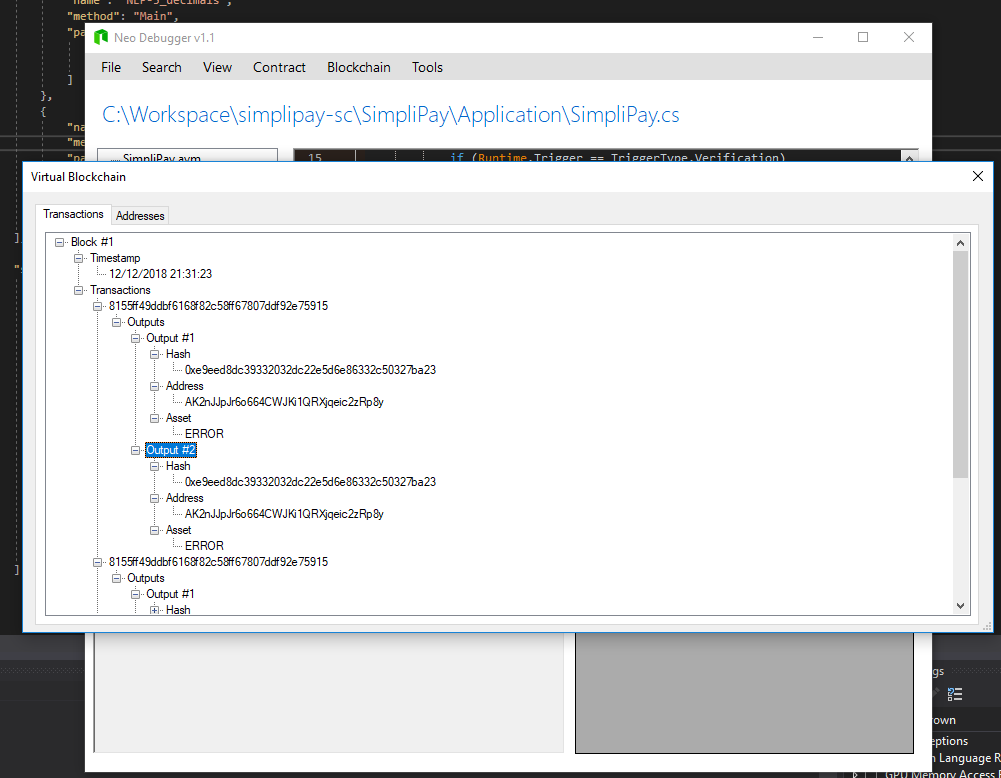 "name": "NEP-5_decimals",
"method": "Main",
"pa
]
},
{
"na
"me
"pa
]
"
]
Neo Debugger v1.1
File Search View Contract Blockchain Tools
C:\Workspace\simplipay-sc\SimpliPay\Application\SimpliPay.cs
SimpliPay.avm
15 if (Runtime.Trigger == TriggerType.Verification)
Virtual Blockchain
Transactions Addresses
Block #1
Timestamp
12/12/2018 21:31:23
Transactions
8155ff49ddbf6168f82c58ff67807ddf92e75915
Outputs
Output #1
Hash
0xe9eed8dc39332032dc22e5d6e86332c50327ba23
Address
AK2nJJpJr6o664CWJKi1QRXjqeic2zRp8y
Asset
ERROR
Output #2
Hash
0xe9eed8dc39332032dc22e5d6e86332c50327ba23
Address
AK2nJJpJr6o664CWJKi1QRXjqeic2zRp8y
Asset
ERROR
8155ff49ddbf6168f82c58ff67807ddf92e75915
Outputs
Output #1
Hash
gs
own
eptions
n Language R
GPU Memory Access